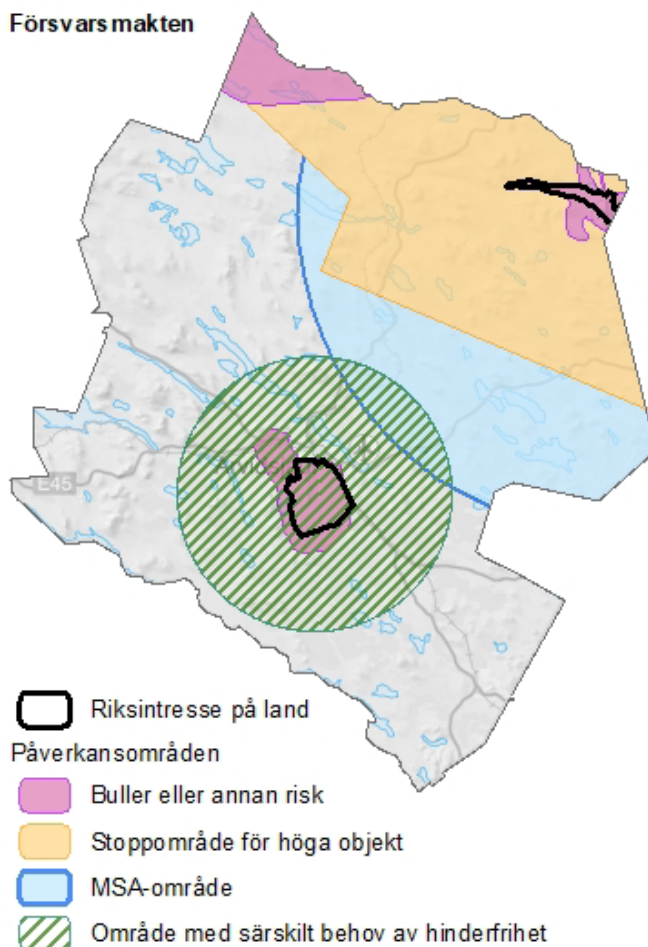 Försvarsmakten
E45
Riksintresse på land
Påverkansområden
Buller eller annan risk
Stoppområde för höga objekt
MSA-område
Område med särskilt behov av hinderfrihet